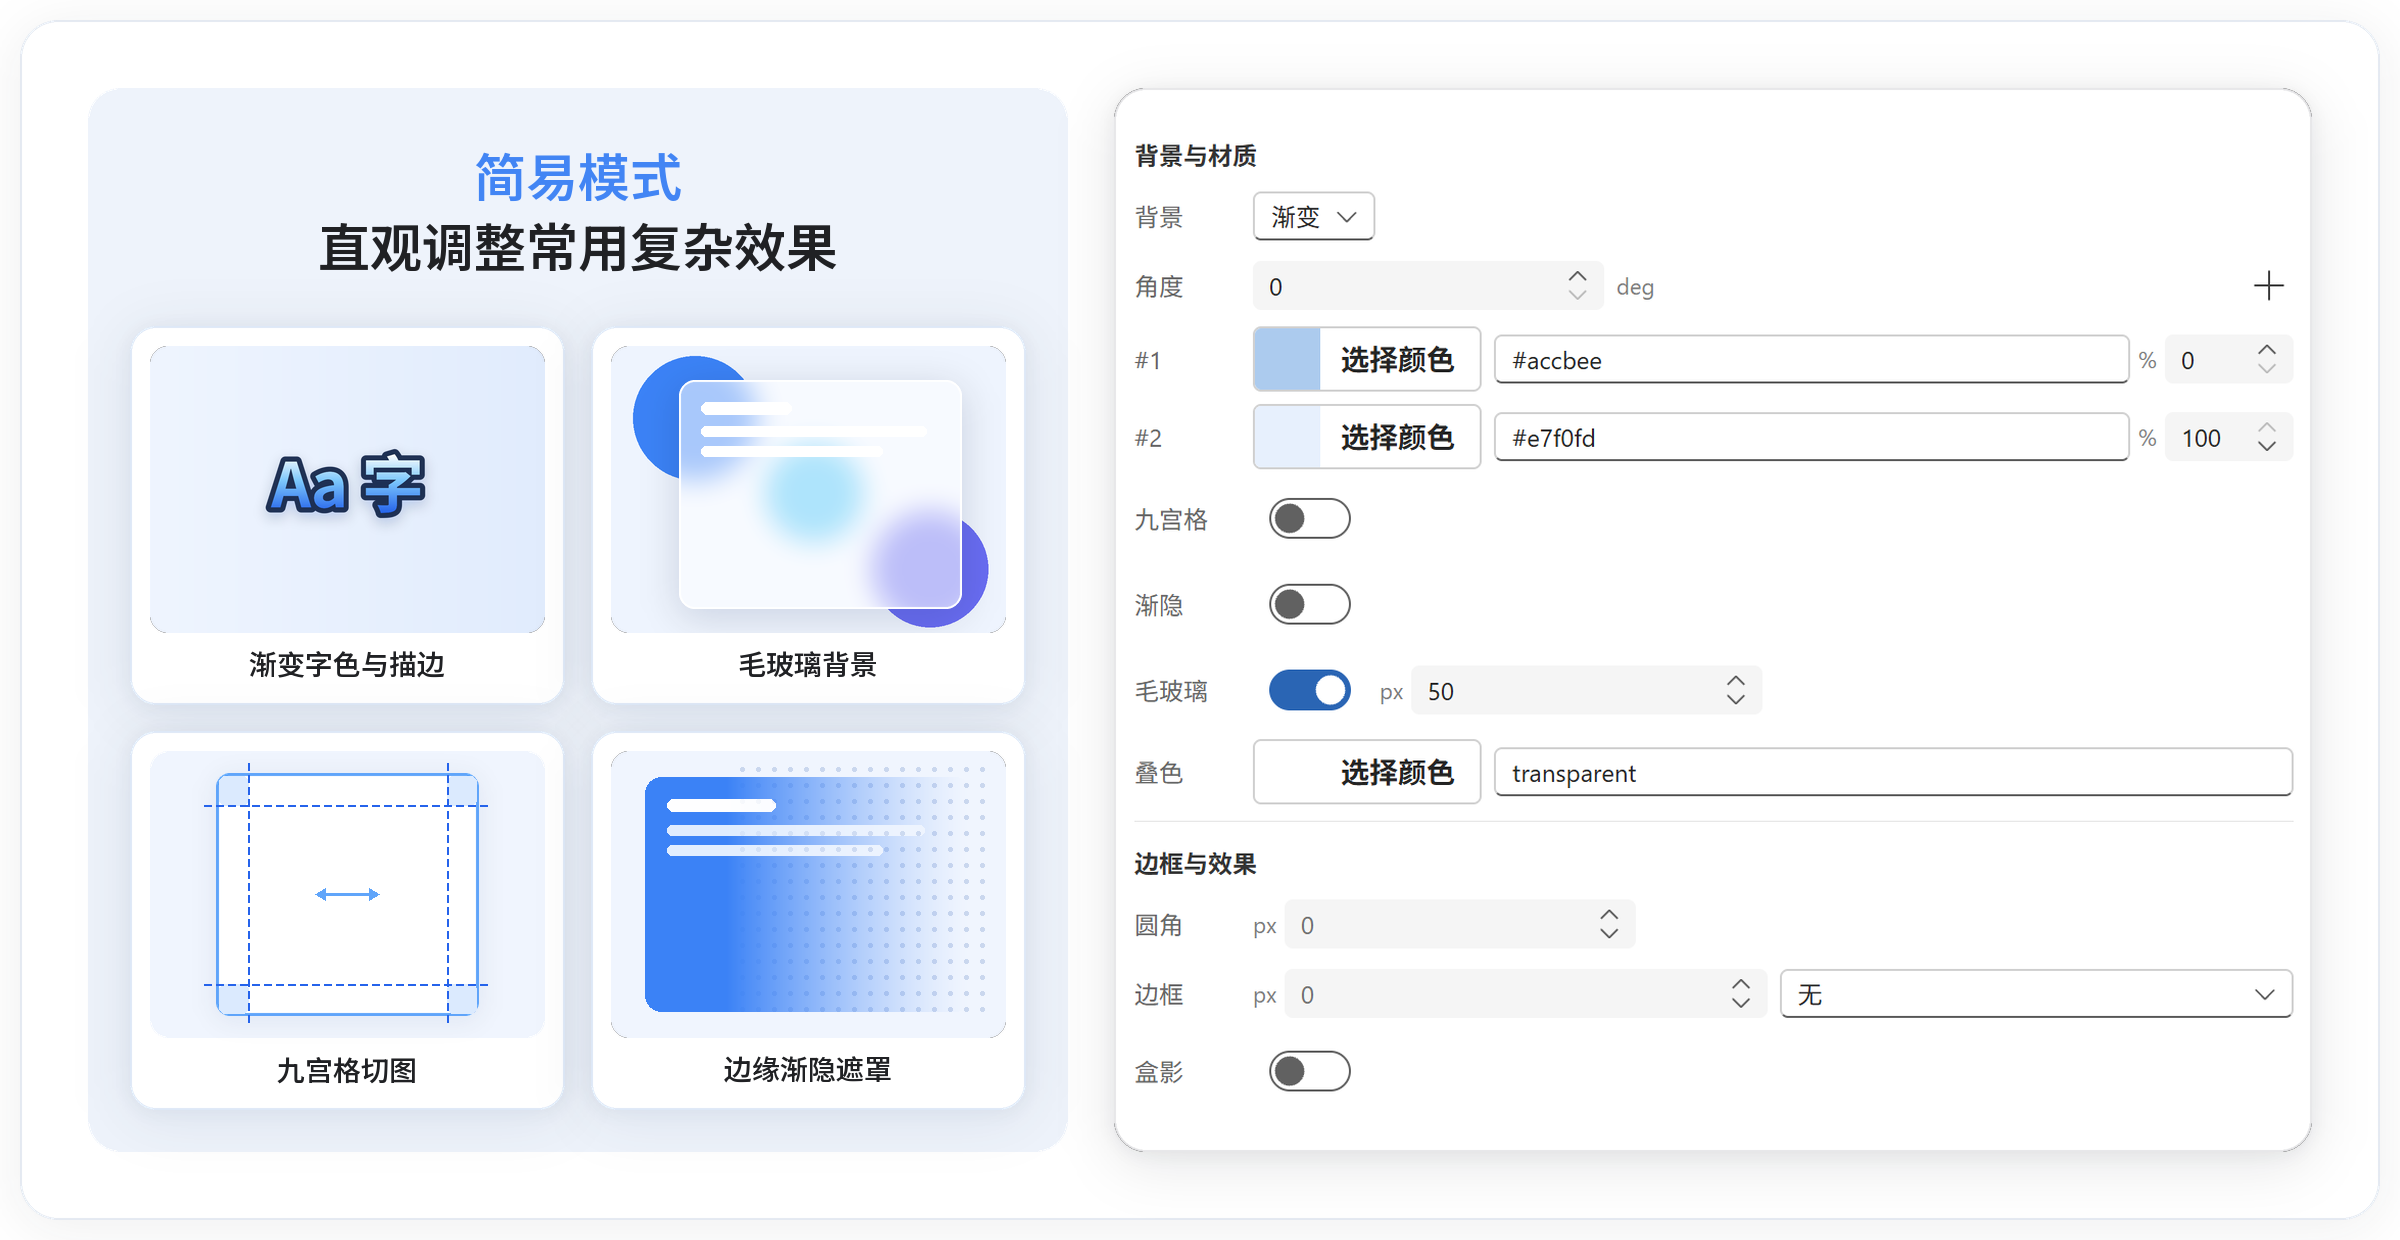 简易模式
直观调整常用复杂效果
Aa 字
渐变字色与描边
毛玻璃背景
九宫格切图
边缘渐隐遮罩
背景与材质
背景 渐变
角度 0 deg
#1 选择颜色 #accbee % 0
#2 选择颜色 #e7f0fd % 100
九宫格
渐隐
毛玻璃 px 50
叠色 选择颜色 transparent
边框与效果
圆角 px 0
边框 px 0 无
盒影